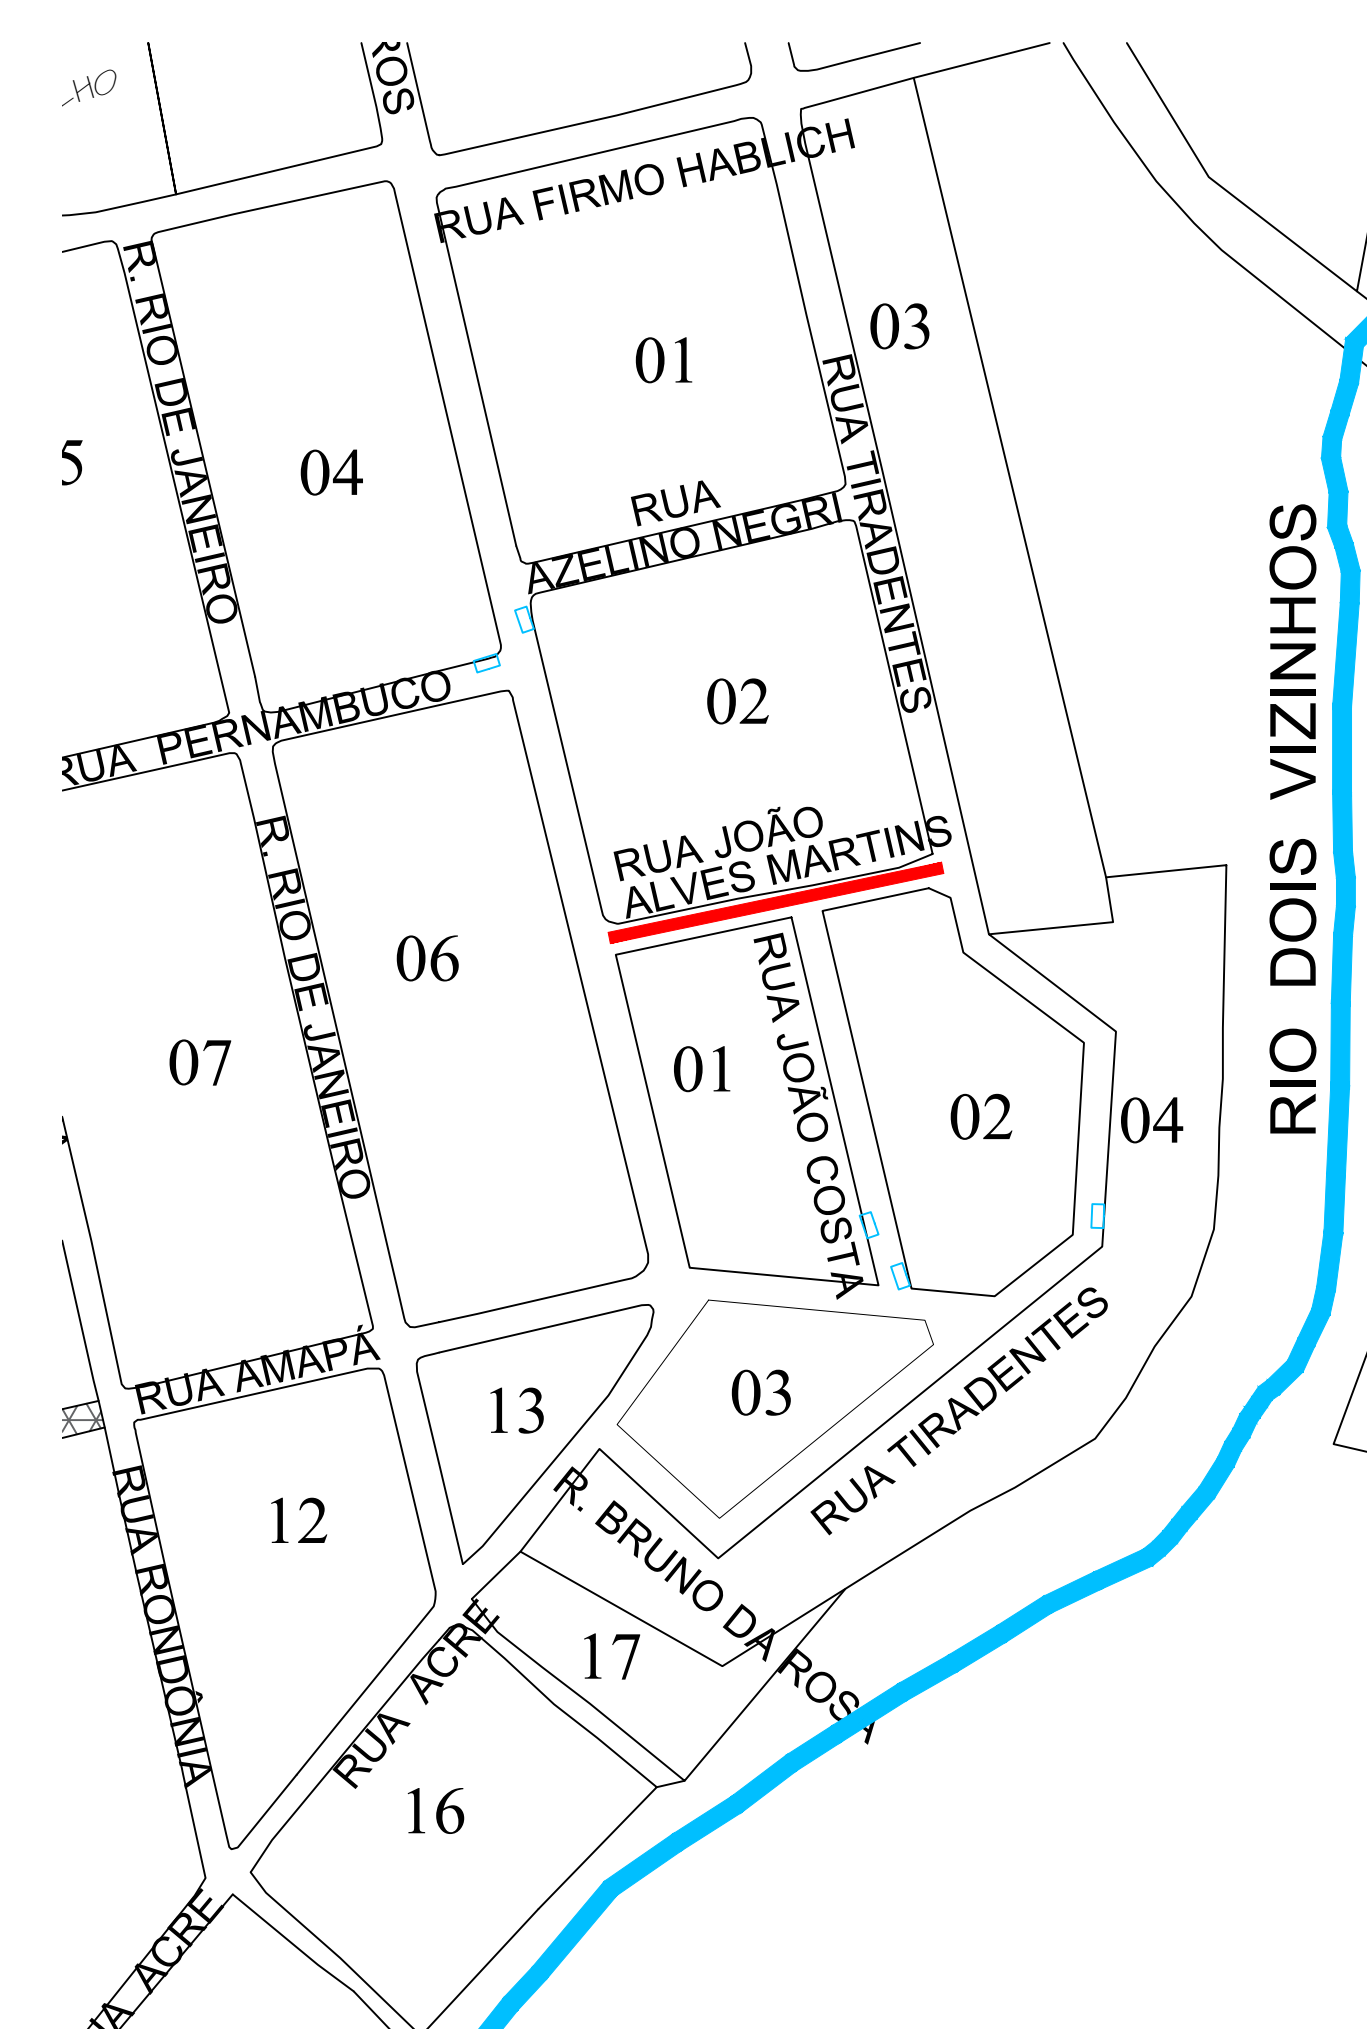 RUA FIRMO HABLICH
R. RIO DE JANEIRO
03
01
RUA TIRADENTES
5
04
RUA
AZELINO NEGRI
RIO DOIS VIZINHOS
RUA PERNAMBUCO
02
RUA JOÃO
ALVES MARTINS
R. RIO DE JANEIRO
06
RUA JOÃO COSTA
07
01
02
04
RUA AMAPÁ
03
13
RUA TIRADENTES
12
R. BRUNO DA ROSA
RUA RONDÔNIA
17
RUA ACRE
16
ACRE